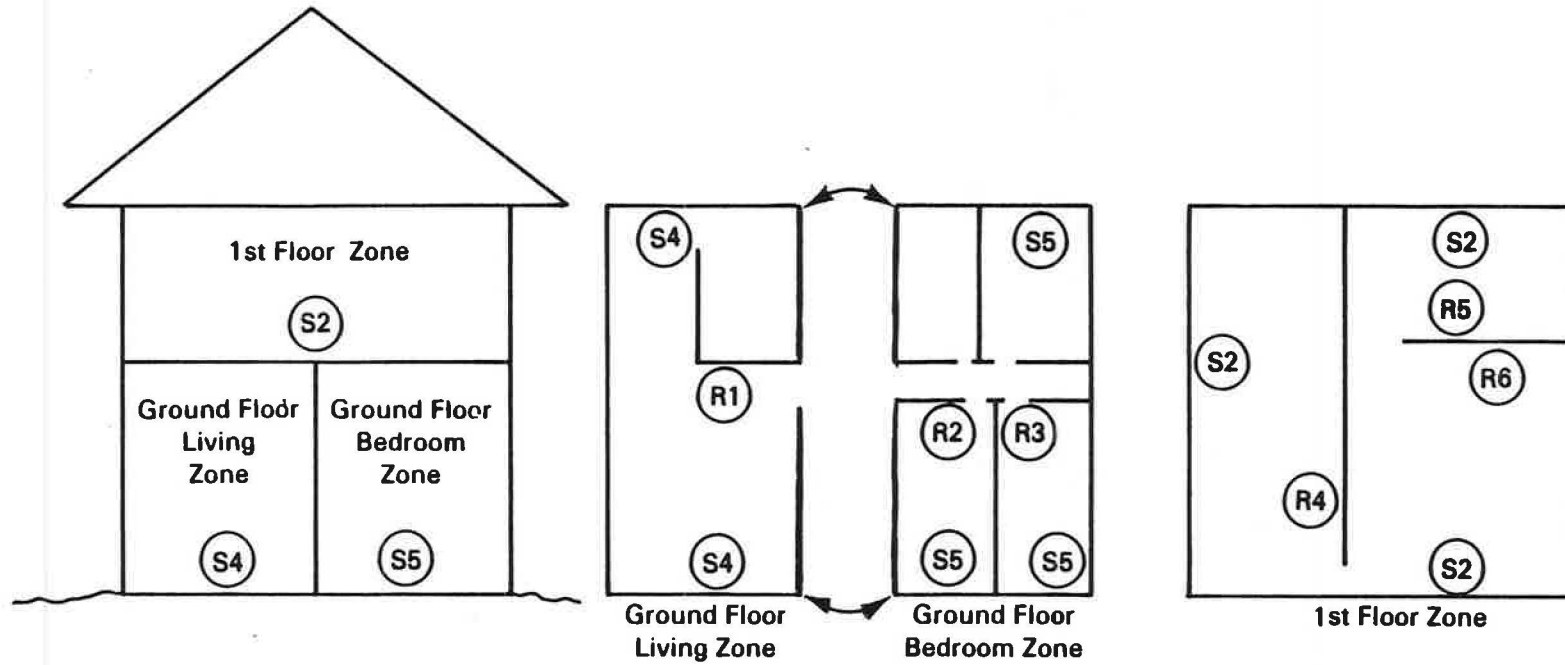 1st Floor Zone
S2
Ground Floor
Living
Zone
Ground Floor
Bedroom
Zone
S4
S5
S4
R1
S4
Ground Floor
Living Zone
S5
R2
R3
S5
S5
Ground Floor
Bedroom Zone
S2
R5
S2
R6
R4
S2
1st Floor Zone